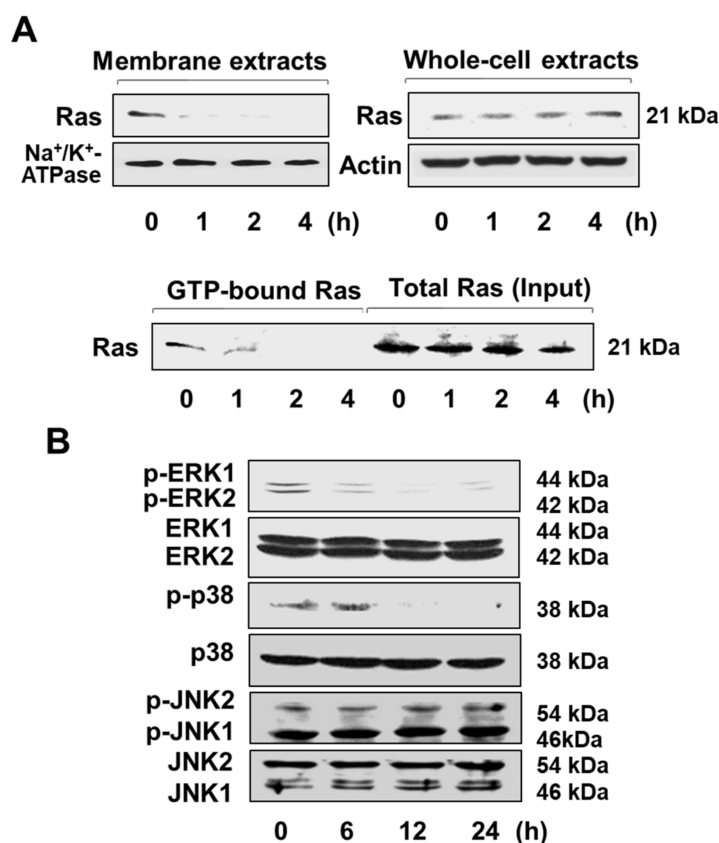 A
Membrane extracts Whole-cell extracts
Ras Ras 21 kDa
Na⁺/K⁺-
ATPase Actin
0 1 2 4 (h) 0 1 2 4 (h)
GTP-bound Ras Total Ras (Input)
Ras 21 kDa
0 1 2 4 0 1 2 4 (h)
B
p-ERK1 44 kDa
p-ERK2 42 kDa
ERK1 44 kDa
ERK2 42 kDa
p-p38 38 kDa
p38 38 kDa
p-JNK2 54 kDa
p-JNK1 46kDa
JNK2 54 kDa
JNK1 46 kDa
0 6 12 24 (h)